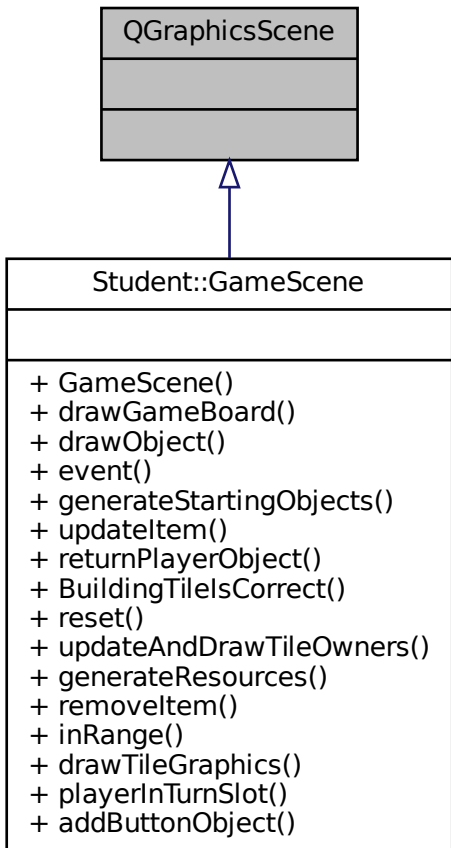 QGraphicsScene
Student::GameScene
+ GameScene()
+ drawGameBoard()
+ drawObject()
+ event()
+ generateStartingObjects()
+ updateItem()
+ returnPlayerObject()
+ BuildingTileIsCorrect()
+ reset()
+ updateAndDrawTileOwners()
+ generateResources()
+ removeItem()
+ inRange()
+ drawTileGraphics()
+ playerInTurnSlot()
+ addButtonObject()